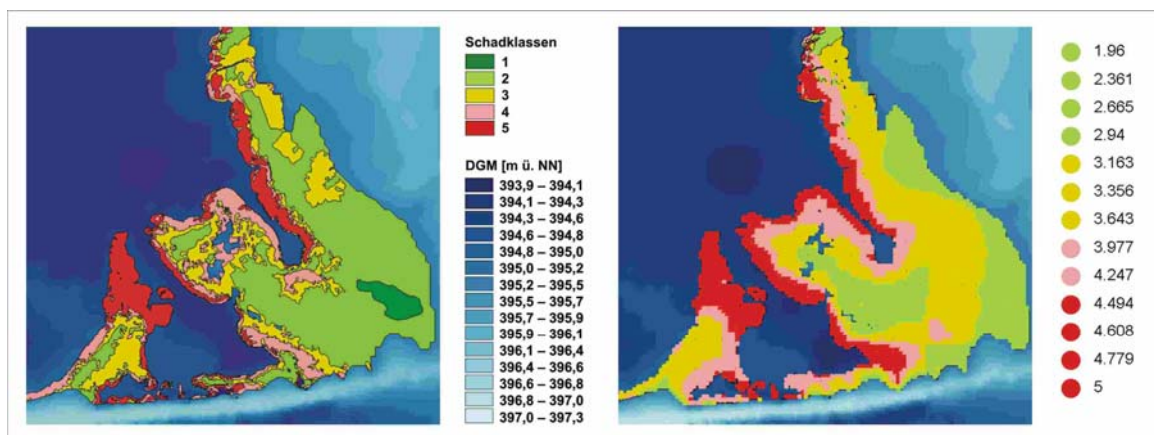 Schadklassen
1
2
3
4
5
DGM [m ü. NN]
393,9 – 394,1
394,1 – 394,3
394,3 – 394,6
394,6 – 394,8
394,8 – 395,0
395,0 – 395,2
395,2 – 395,5
395,5 – 395,7
395,7 – 395,9
395,9 – 396,1
396,1 – 396,4
396,4 – 396,6
396,6 – 396,8
396,8 – 397,0
397,0 – 397,3
1.96
2.361
2.665
2.94
3.163
3.356
3.643
3.977
4.247
4.494
4.608
4.779
5